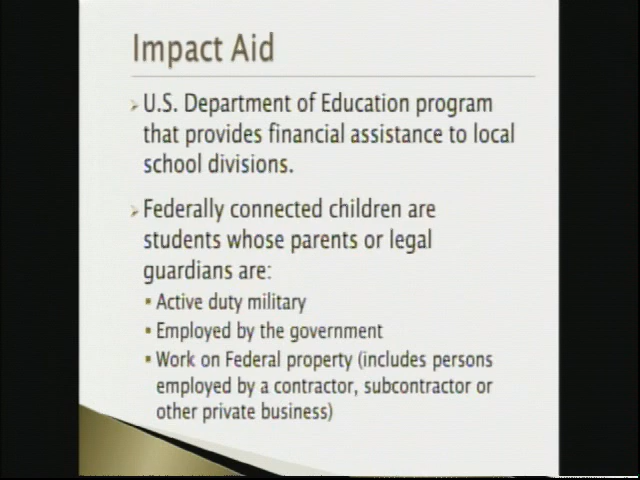 Impact Aid
U.S. Department of Education program
that provides financial assistance to local
school divisions.
Federally connected children are
students whose parents or legal
guardians are:
Active duty military
Employed by the government
Work on Federal property (includes persons
employed by a contractor, subcontractor or
other private business)